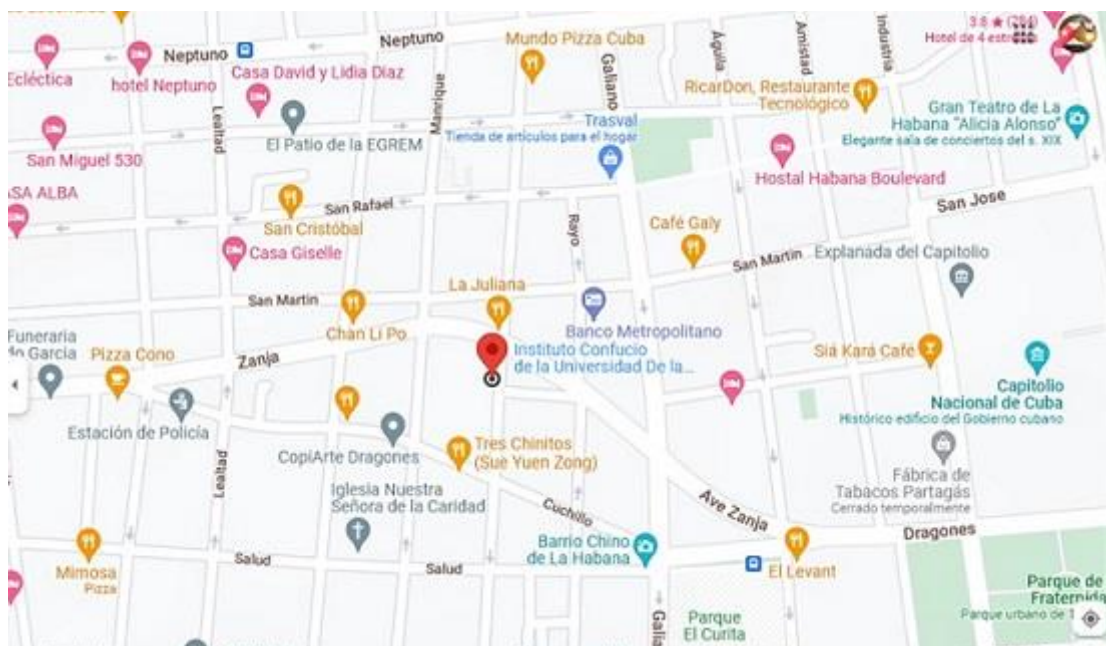 3.8 ★ (284)
Hotel de 4 estrellas
Neptuno
Neptuno
Mundo Pizza Cuba
Águila
Amistad
Industria
Ecléctica
hotel Neptuno
Casa David y Lidia Diaz
Manrique
Galiano
RicarDon, Restaurante
Tecnológico
Lealtad
Gran Teatro de La
Habana "Alicia Alonso"
Elegante sala de conciertos del s. XIX
Trasval
Tienda de artículos para el hogar
El Patio de la EGREM
San Miguel 530
Hostal Habana Boulevard
ASA ALBA
San Rafael
San Jose
San Cristóbal
Rayo
Café Galy
Casa Giselle
San Martin
Explanada del Capitolio
La Juliana
San Martin
Chan Li Po
Banco Metropolitano
Funeraria
Garcia
Pizza Cono
Zanja
Instituto Confucio
de la Universidad De la...
Siá Kará Café
Capitolio
Nacional de Cuba
Histórico edificio del Gobierno cubano
Estación de Policía
CopiArte Dragones
Tres Chinitos
(Sue Yuen Zong)
Lealtad
Fábrica de
Tabacos Partagás
Cerrado temporalmente
Iglesia Nuestra
Señora de la Caridad
Cuchillo
Ave Zanja
Dragones
Barrio Chino
de La Habana
Salud
Salud
El Levant
Mimosa
Pizza
Parque de
Fraternida
Parque urbano de 1
Parque
El Curita
Galia